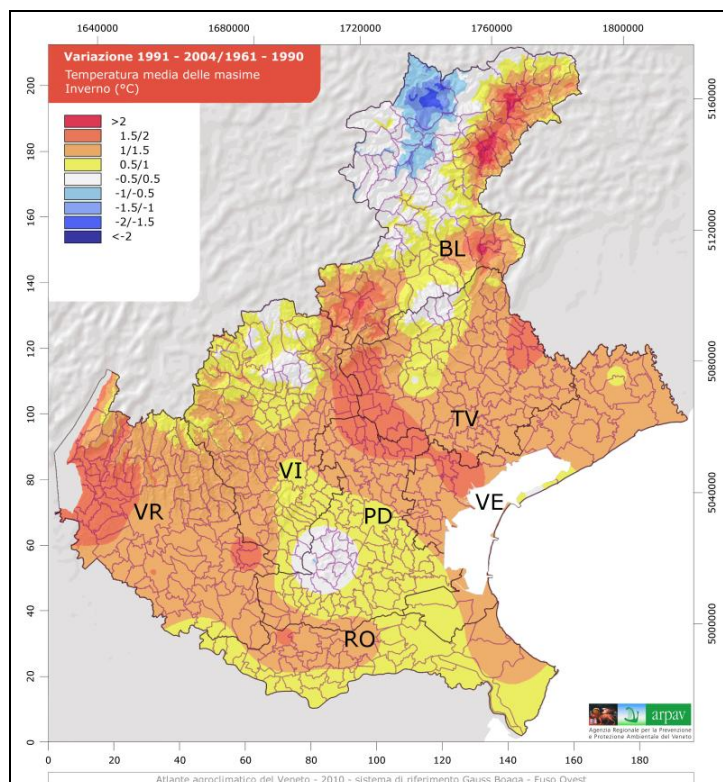 1640000 1680000 1720000 1760000 1800000
Variazione 1991 - 2004/1961 - 1990
Temperatura media delle masime
Inverno (°C)
>2
1.5/2
1/1.5
0.5/1
-0.5/0.5
-1/-0.5
-1.5/-1
-2/-1.5
<-2
200
180
160
140
120
100
80
60
40
20
0
5160000
5120000
5080000
5040000
5000000
BL
TV
VI
VE
PD
VR
RO
arpav
Agenzia Regionale per la Prevenzione
e Protezione Ambientale del Veneto
0 20 40 60 80 100 120 140 160 180
Atlante agroclimatico del Veneto - 2010 - sistema di riferimento Gauss Boaga - Fuso Ovest